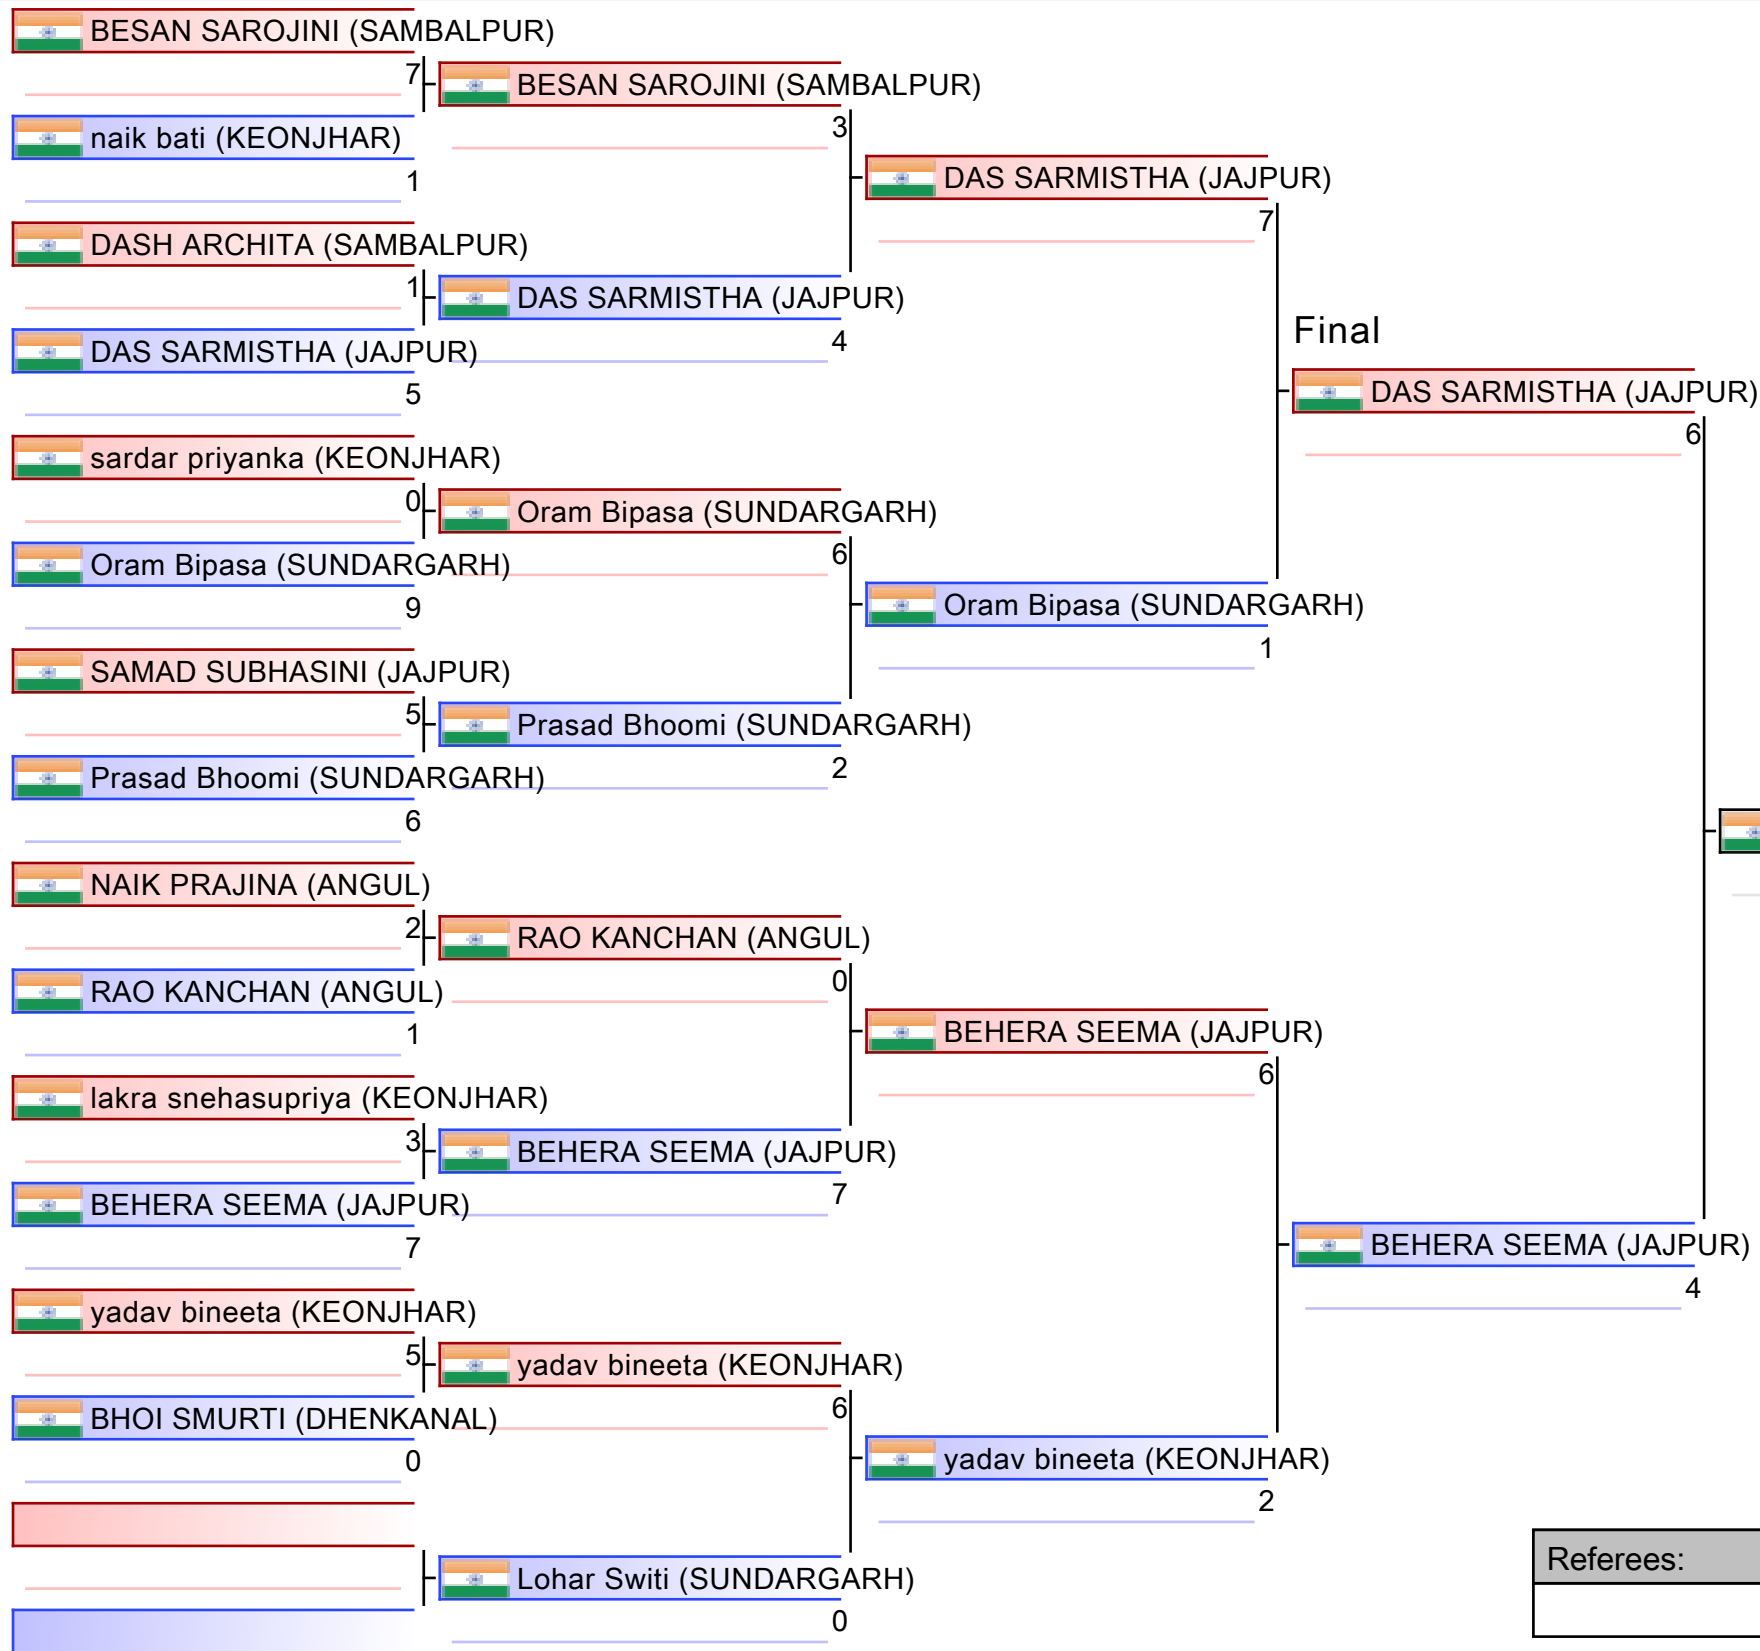 BESAN SAROJINI (SAMBALPUR)
7
naik bati (KEONJHAR)
1
DASH ARCHITA (SAMBALPUR)
1
DAS SARMISTHA (JAJPUR)
5
sardar priyanka (KEONJHAR)
0
Oram Bipasa (SUNDARGARH)
9
SAMAD SUBHASINI (JAJPUR)
5
Prasad Bhoomi (SUNDARGARH)
6
NAIK PRAJINA (ANGUL)
2
RAO KANCHAN (ANGUL)
1
lakra snehasupriya (KEONJHAR)
3
BEHERA SEEMA (JAJPUR)
7
yadav bineeta (KEONJHAR)
5
BHOI SMURTI (DHENKANAL)
0
BESAN SAROJINI (SAMBALPUR)
3
DAS SARMISTHA (JAJPUR)
4
Oram Bipasa (SUNDARGARH)
6
Prasad Bhoomi (SUNDARGARH)
2
RAO KANCHAN (ANGUL)
0
BEHERA SEEMA (JAJPUR)
7
yadav bineeta (KEONJHAR)
6
Lohar Switi (SUNDARGARH)
0
DAS SARMISTHA (JAJPUR)
7
Oram Bipasa (SUNDARGARH)
1
BEHERA SEEMA (JAJPUR)
6
yadav bineeta (KEONJHAR)
2
Final
DAS SARMISTHA (JAJPUR)
6
BEHERA SEEMA (JAJPUR)
4
Referees: